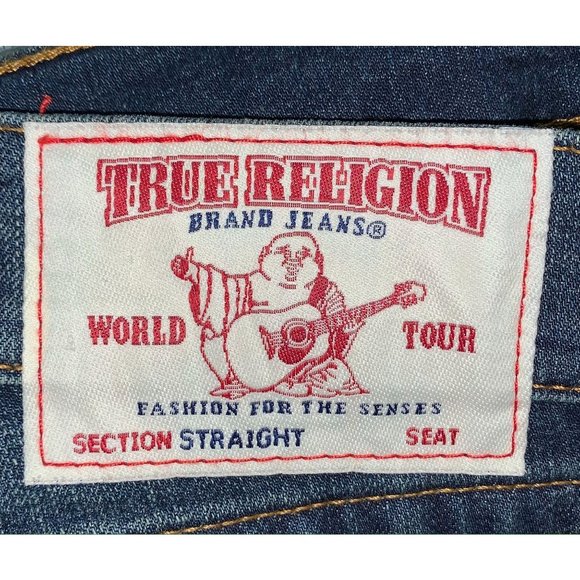 TRUE RELIGION
BRAND JEANS®
WORLD TOUR
FASHION FOR THE SENSES
SECTION STRAIGHT SEAT